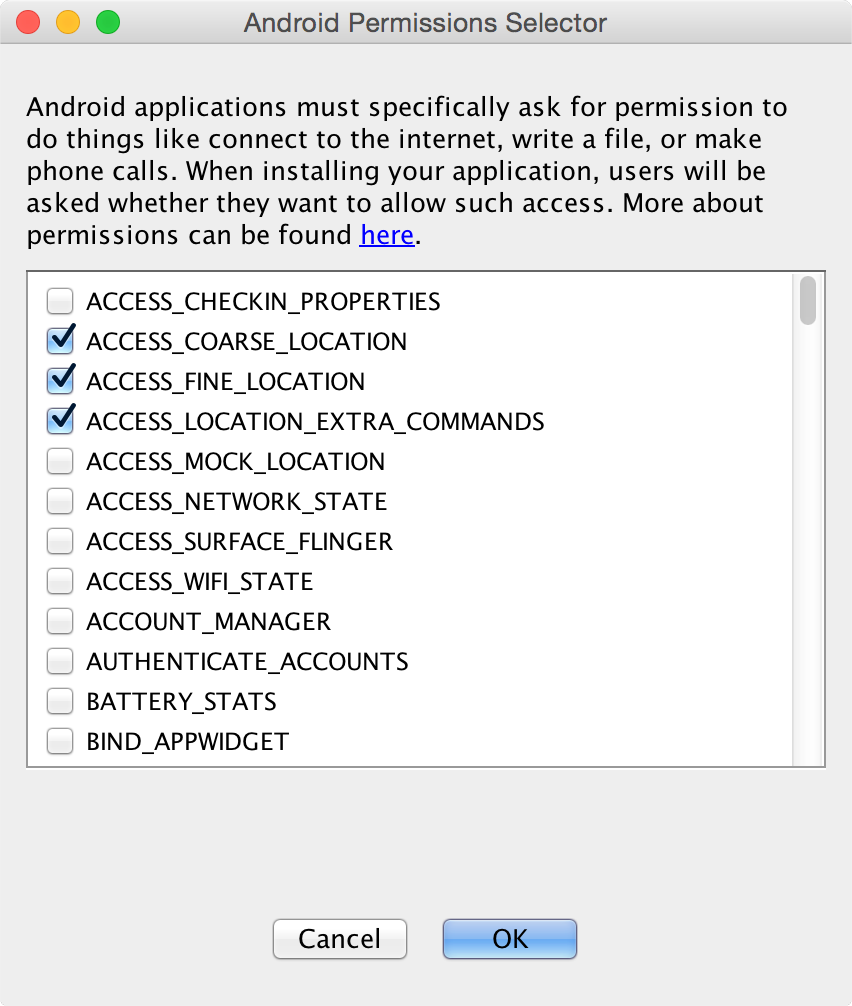 Android Permissions Selector
Android applications must specifically ask for permission to
do things like connect to the internet, write a file, or make
phone calls. When installing your application, users will be
asked whether they want to allow such access. More about
permissions can be found here.
ACCESS_CHECKIN_PROPERTIES
ACCESS_COARSE_LOCATION
ACCESS_FINE_LOCATION
ACCESS_LOCATION_EXTRA_COMMANDS
ACCESS_MOCK_LOCATION
ACCESS_NETWORK_STATE
ACCESS_SURFACE_FLINGER
ACCESS_WIFI_STATE
ACCOUNT_MANAGER
AUTHENTICATE_ACCOUNTS
BATTERY_STATS
BIND_APPWIDGET
Cancel OK